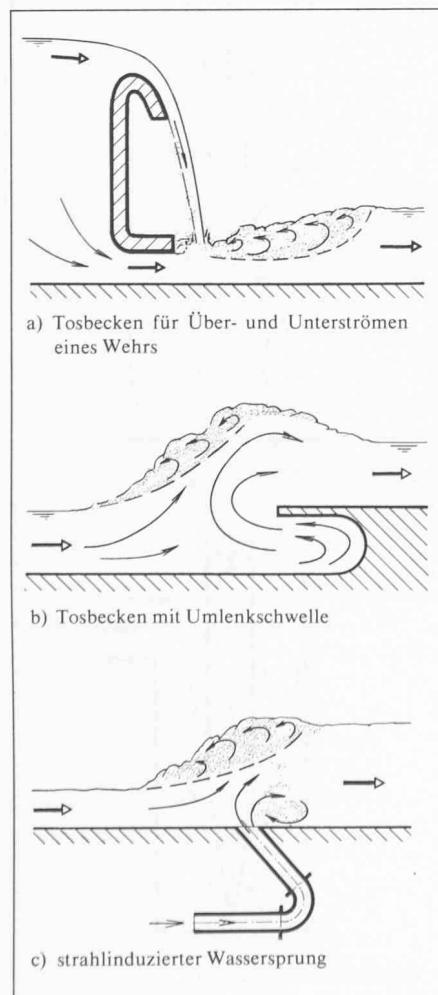 a) Tosbecken für Über- und Unterströmen
eines Wehrs
b) Tosbecken mit Umlenkschwelle
c) strahlinduzierter Wassersprung